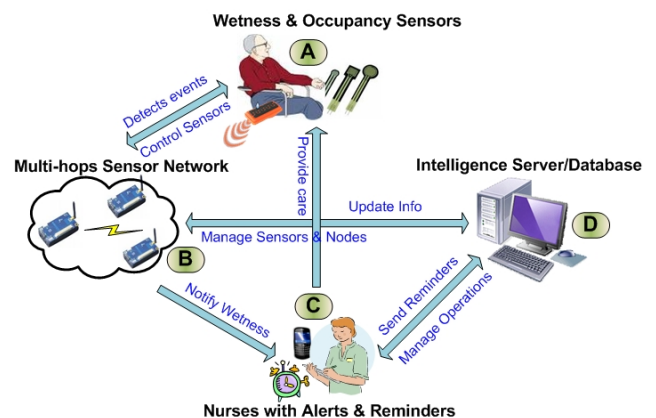 Wetness & Occupancy Sensors
A
Detects events
Control Sensors
Multi-hops Sensor Network
Provide care
Intelligence Server/Database
Update Info
Manage Sensors & Nodes
B
D
Notify Wetness
C
Send Reminders
Manage Operations
Nurses with Alerts & Reminders